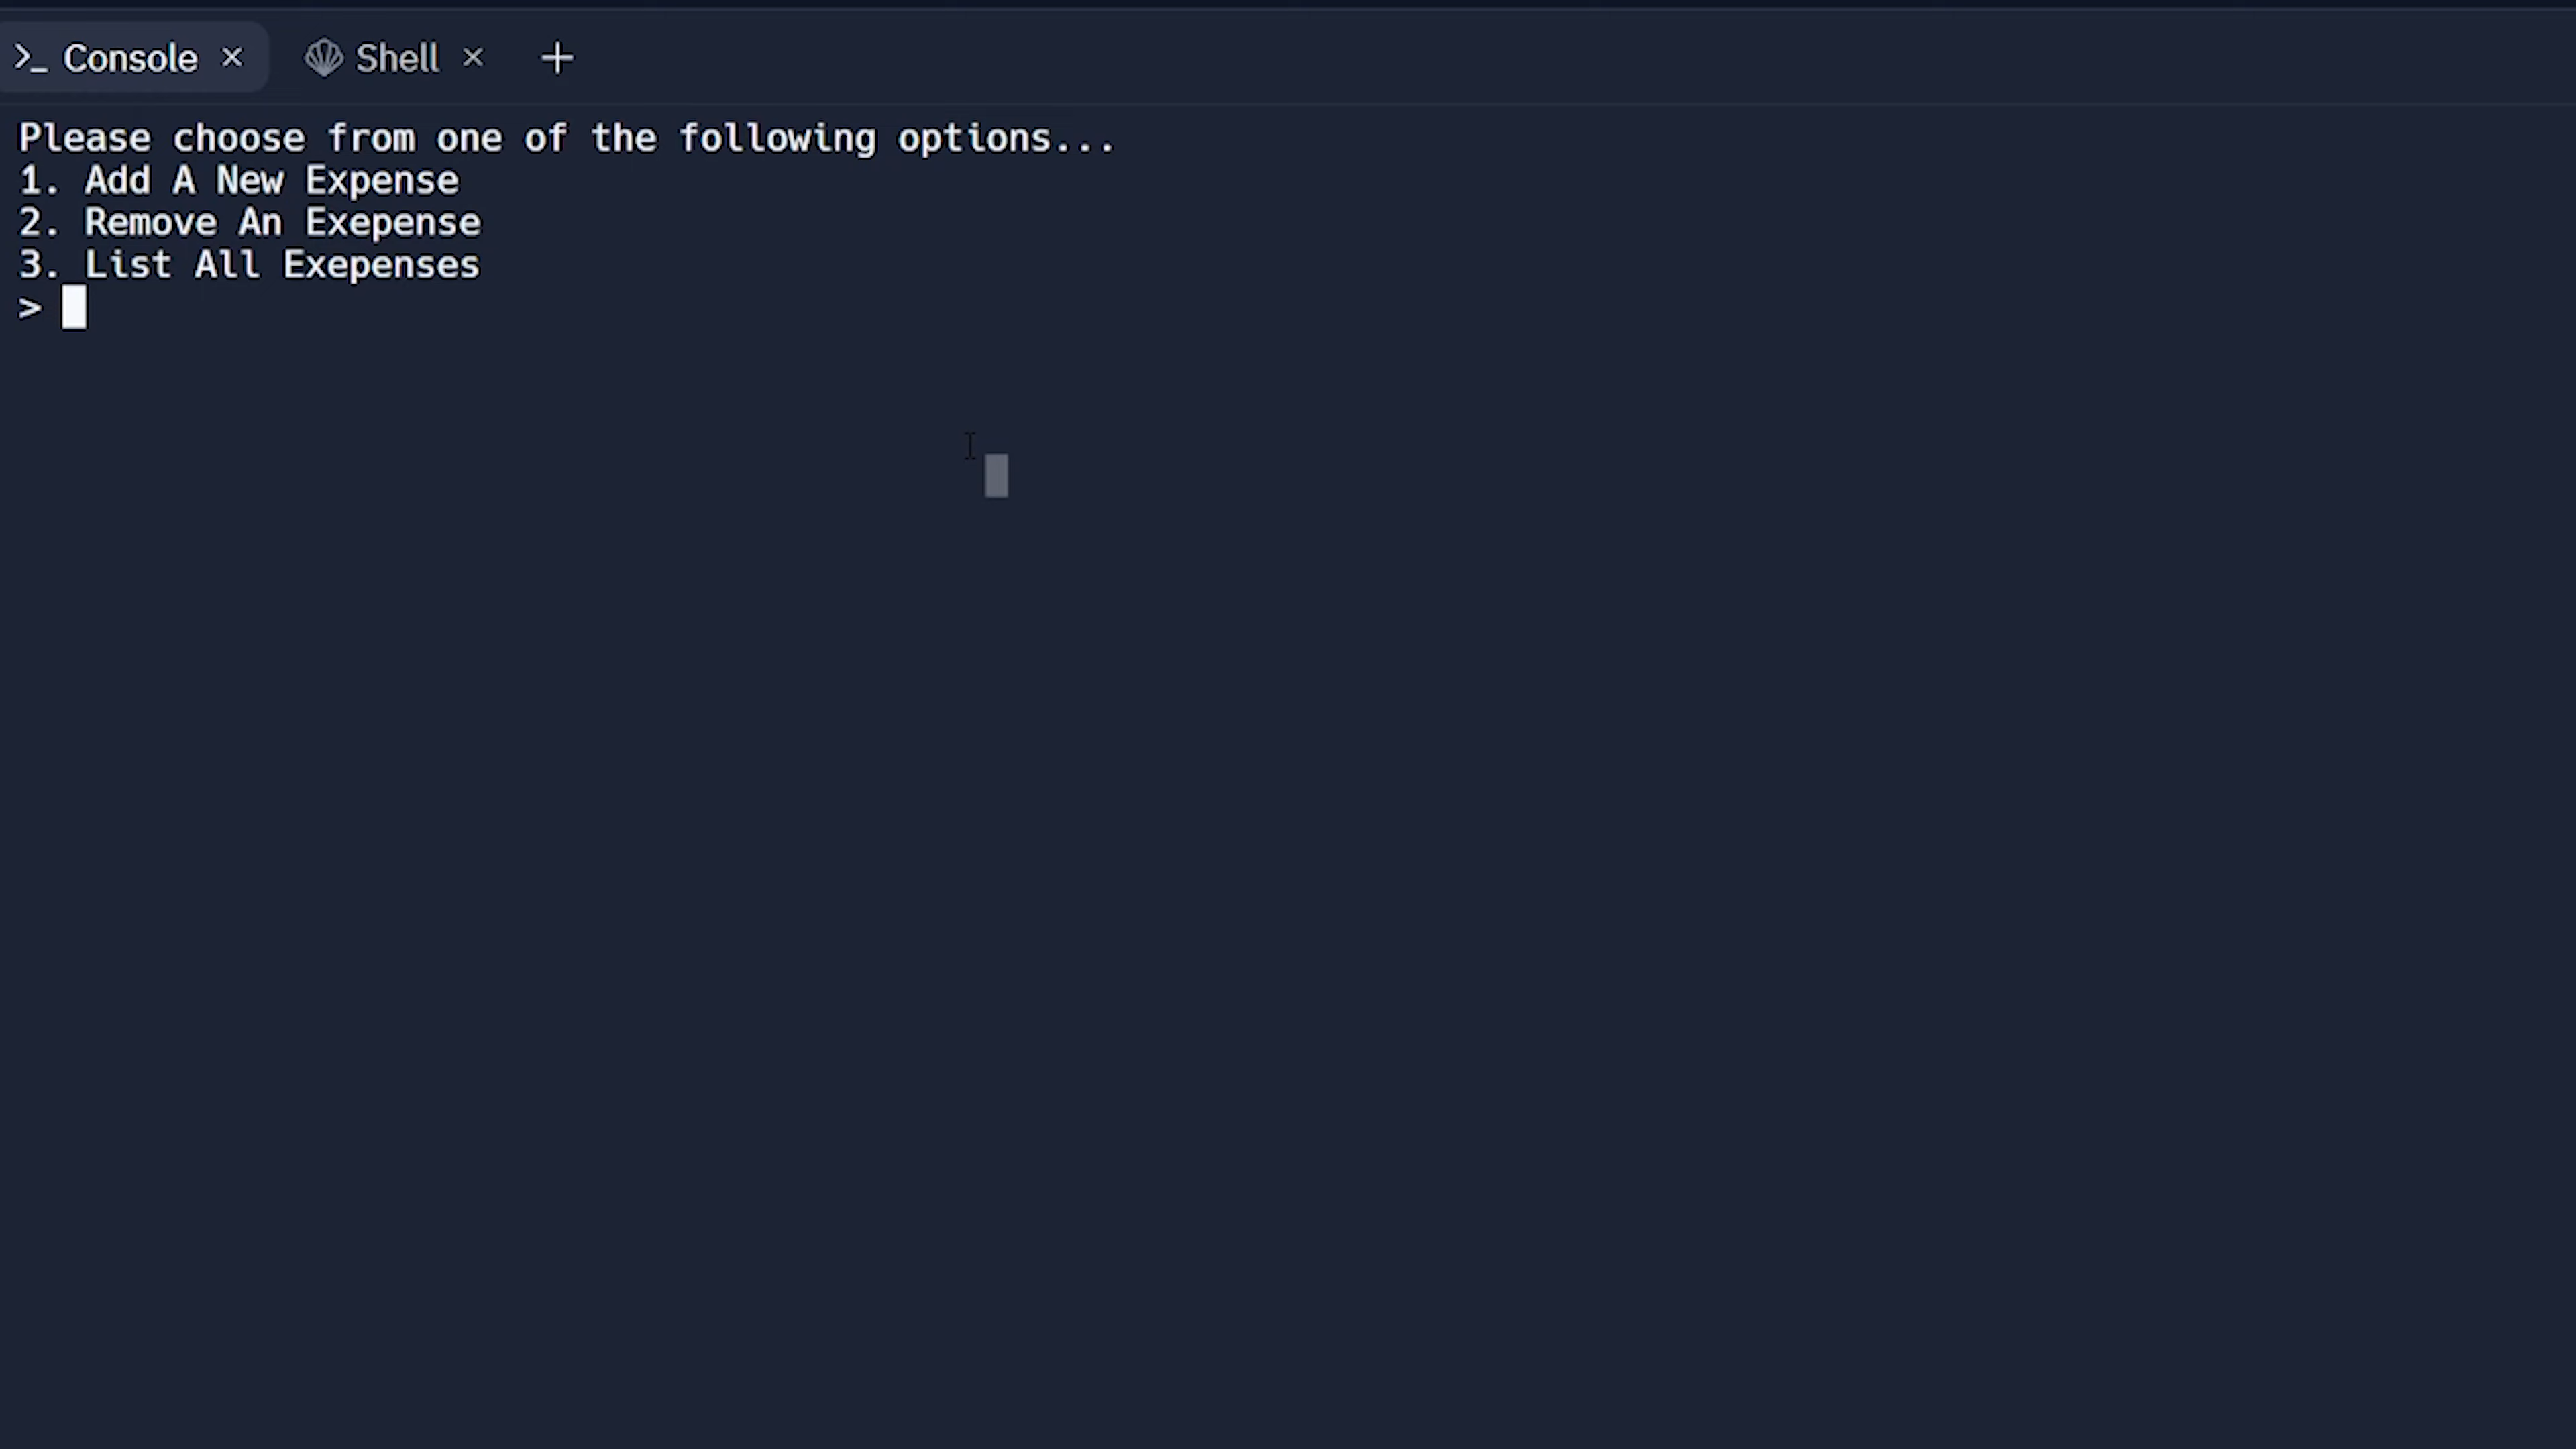 Console Shell
Please choose from one of the following options...
1. Add A New Expense
2. Remove An Exepense
3. List All Exepenses
>